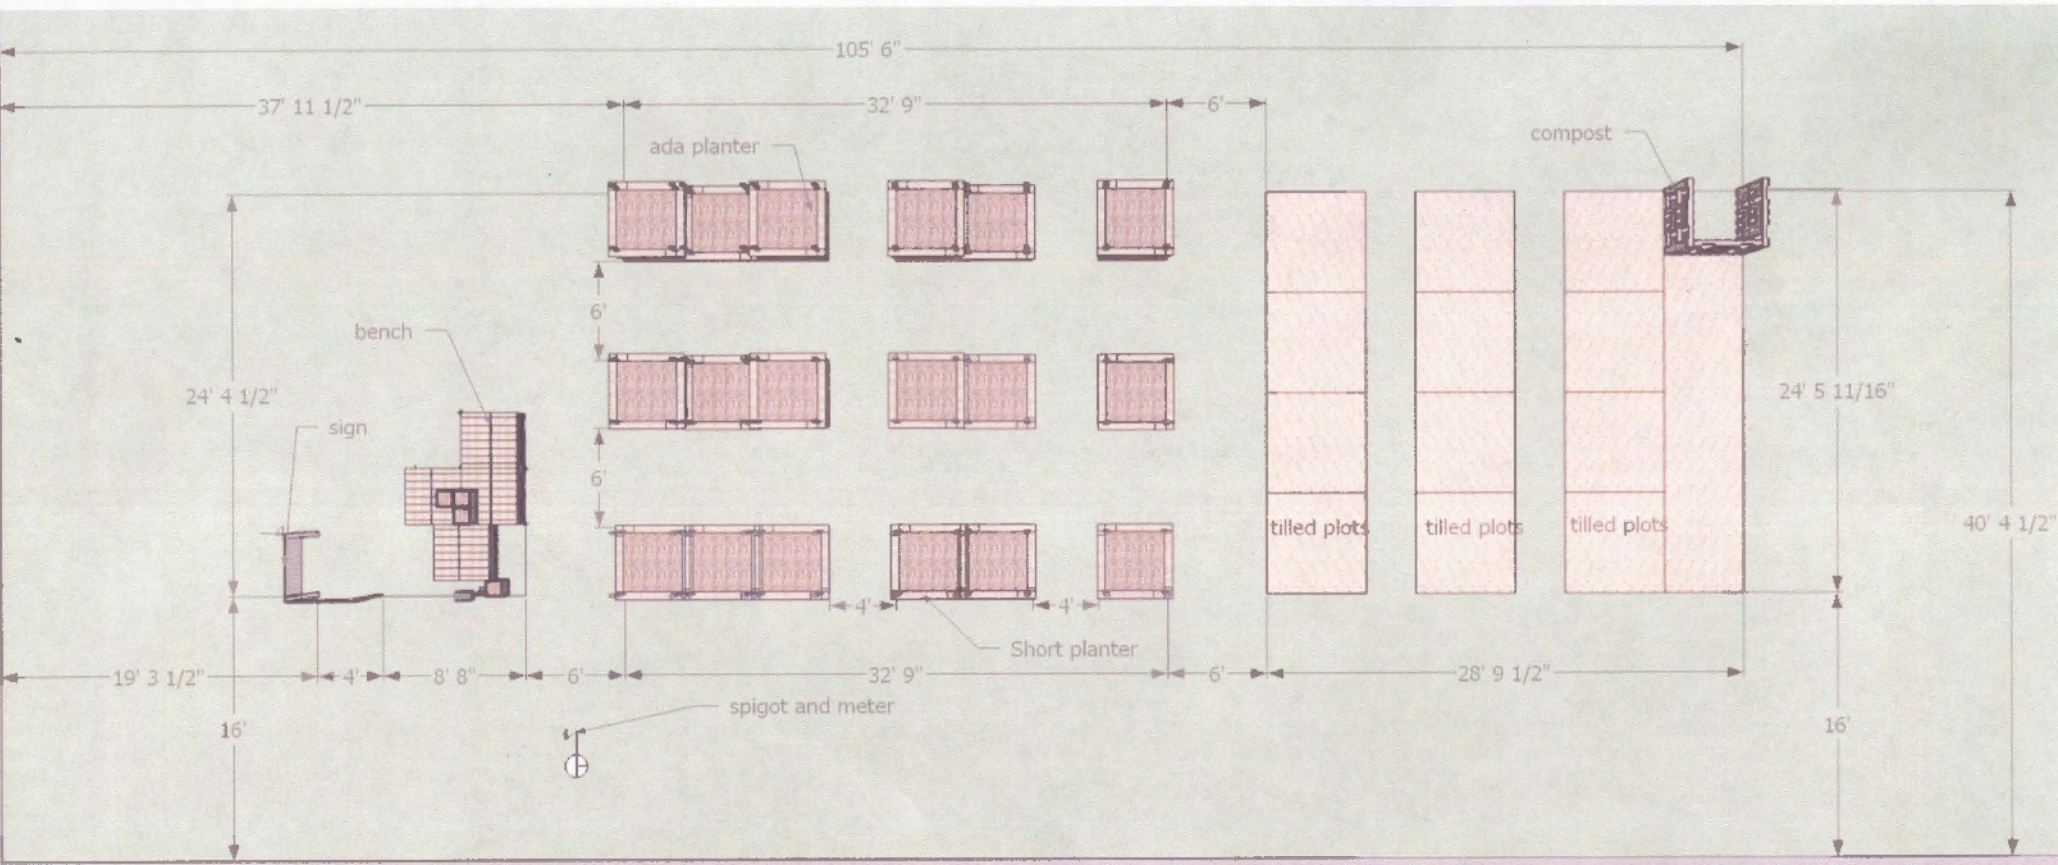 105' 6"
37' 11 1/2"
32' 9"
6'
ada planter
compost
6'
bench
24' 4 1/2"
24' 5 11/16"
sign
6'
tilled plots
tilled plots
tilled plots
40' 4 1/2"
4'
4'
Short planter
19' 3 1/2"
4'
8' 8"
6'
32' 9"
6'
28' 9 1/2"
spigot and meter
16'
16'